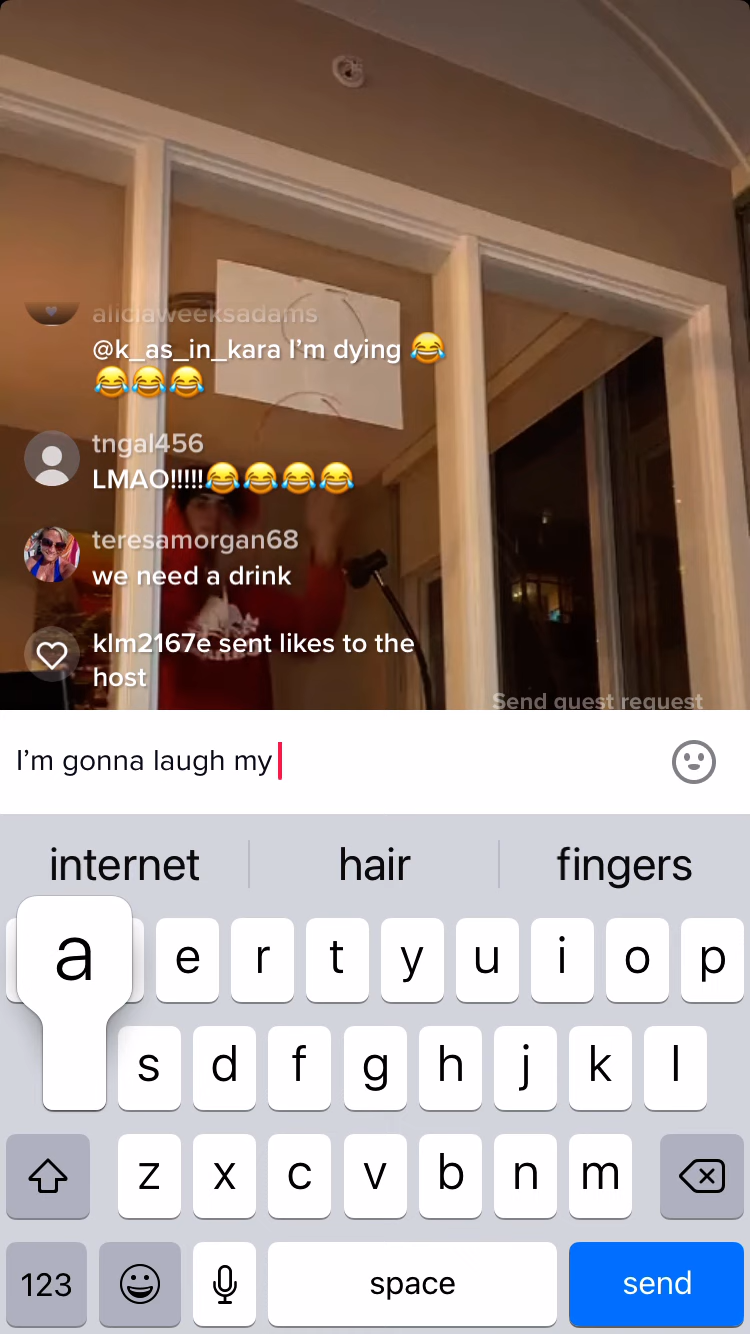 aliciaweeksadams
@k_as_in_kara I’m dying 😂
😂😂😂
tngal456
LMAO!!!!!😂😂😂😂
teresamorgan68
we need a drink
klm2167e sent likes to the
host
Send guest request
I’m gonna laugh my
internet hair fingers
a e r t y u i o p
s d f g h j k l
z x c v b n m
123 space send